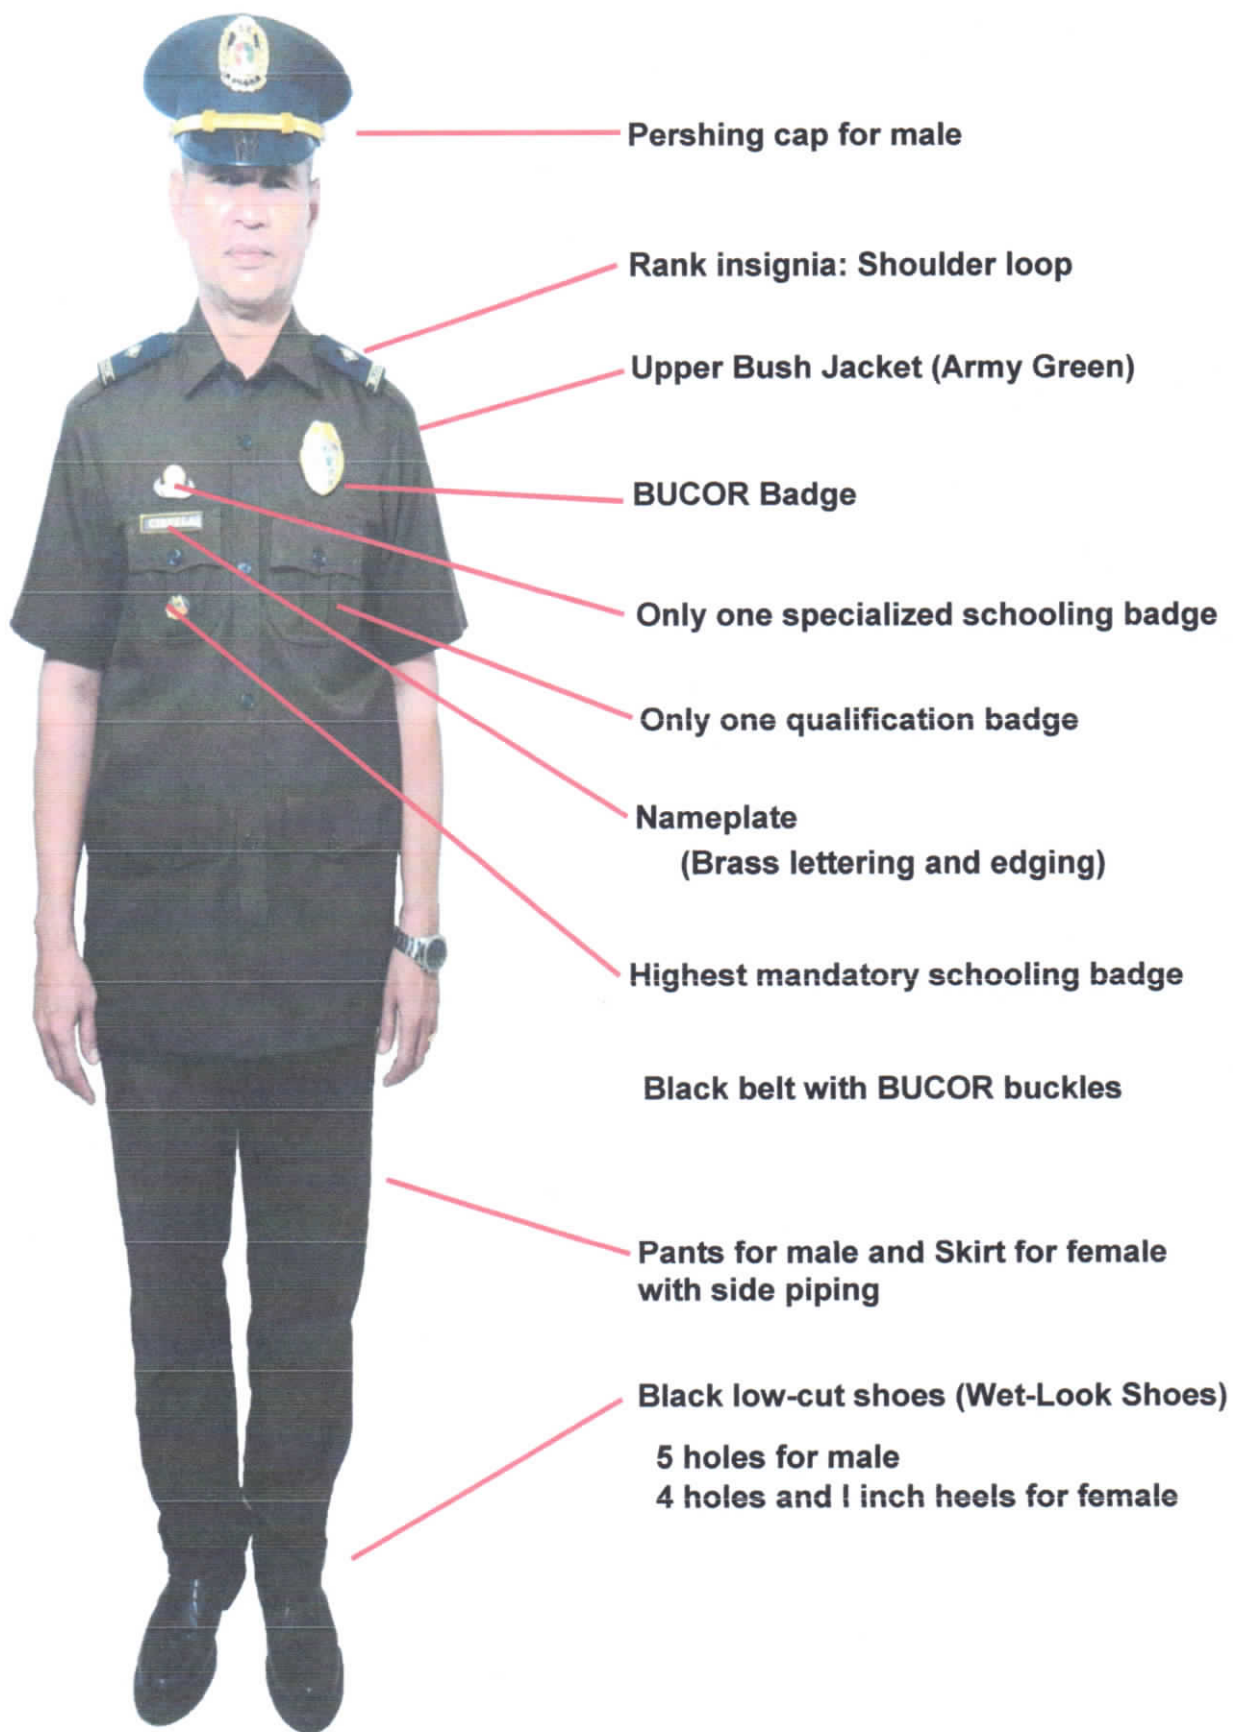 Pershing cap for male
Rank insignia: Shoulder loop
Upper Bush Jacket (Army Green)
BUCOR Badge
Only one specialized schooling badge
Only one qualification badge
Nameplate
(Brass lettering and edging)
Highest mandatory schooling badge
Black belt with BUCOR buckles
Pants for male and Skirt for female
with side piping
Black low-cut shoes (Wet-Look Shoes)
5 holes for male
4 holes and I inch heels for female